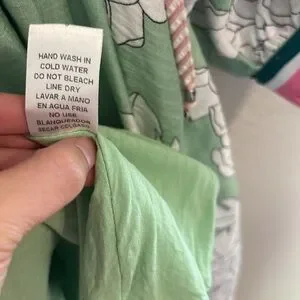 HAND WASH IN
COLD WATER
DO NOT BLEACH
LINE DRY
LAVAR A MANO
EN AGUA FRIA
NO USE
BLANQUEADOR
SECAR COLGADO